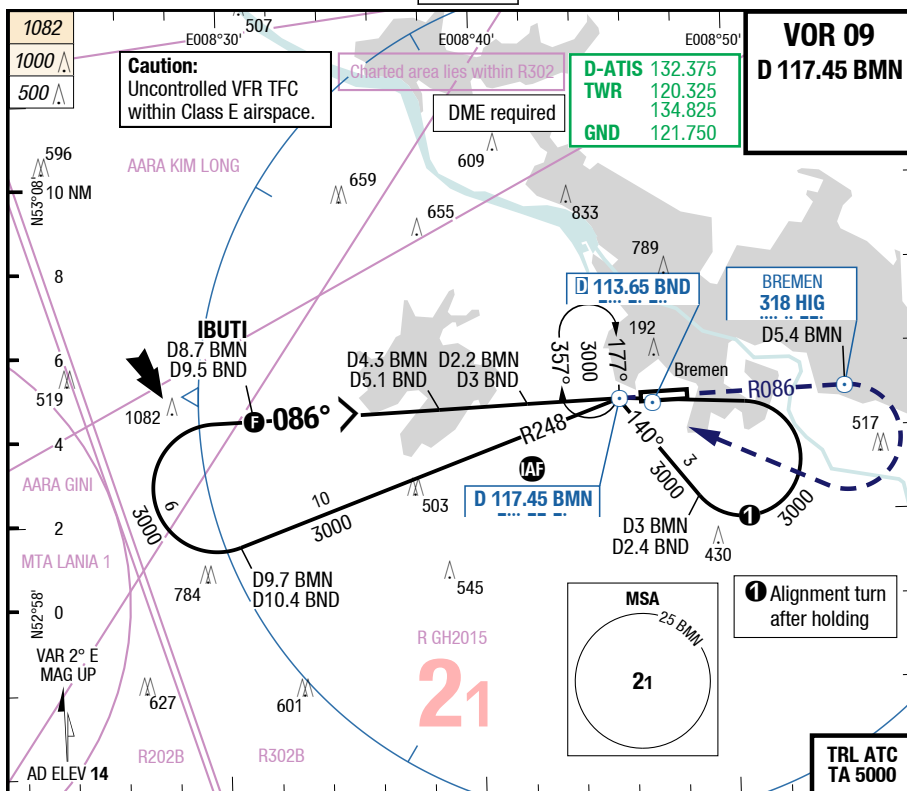 1082
1000
500
507
E008°30'
E008°40'
E008°50'
VOR 09
D 117.45 BMN
Caution:
Uncontrolled VFR TFC
within Class E airspace.
Charted area lies within R302
DME required
D-ATIS 132.375
TWR 120.325
134.825
GND 121.750
596
N53°08'
10 NM
AARA KIM LONG
659
655
609
833
789
8
D 113.65 BND
BREMEN
318 HIG
D5.4 BMN
192
IBUTI
D8.7 BMN
D9.5 BND
6
519
1082
D4.3 BMN
D5.1 BND
D2.2 BMN
D3 BND
357°
3000
177°
Bremen
F
086°
R086
R248
140°
3
3000
517
4
AARA GINI
6
3000
10
3000
IAF
D 117.45 BMN
503
3000
1
D3 BMN
D2.4 BND
430
2
MTA LANIA 1
784
D9.7 BMN
D10.4 BND
545
0
N52°58'
MSA
25 BMN
21
1 Alignment turn
after holding
R GH2015
21
VAR 2° E
MAG UP
627
601
R202B
R302B
AD ELEV 14
TRL ATC
TA 5000